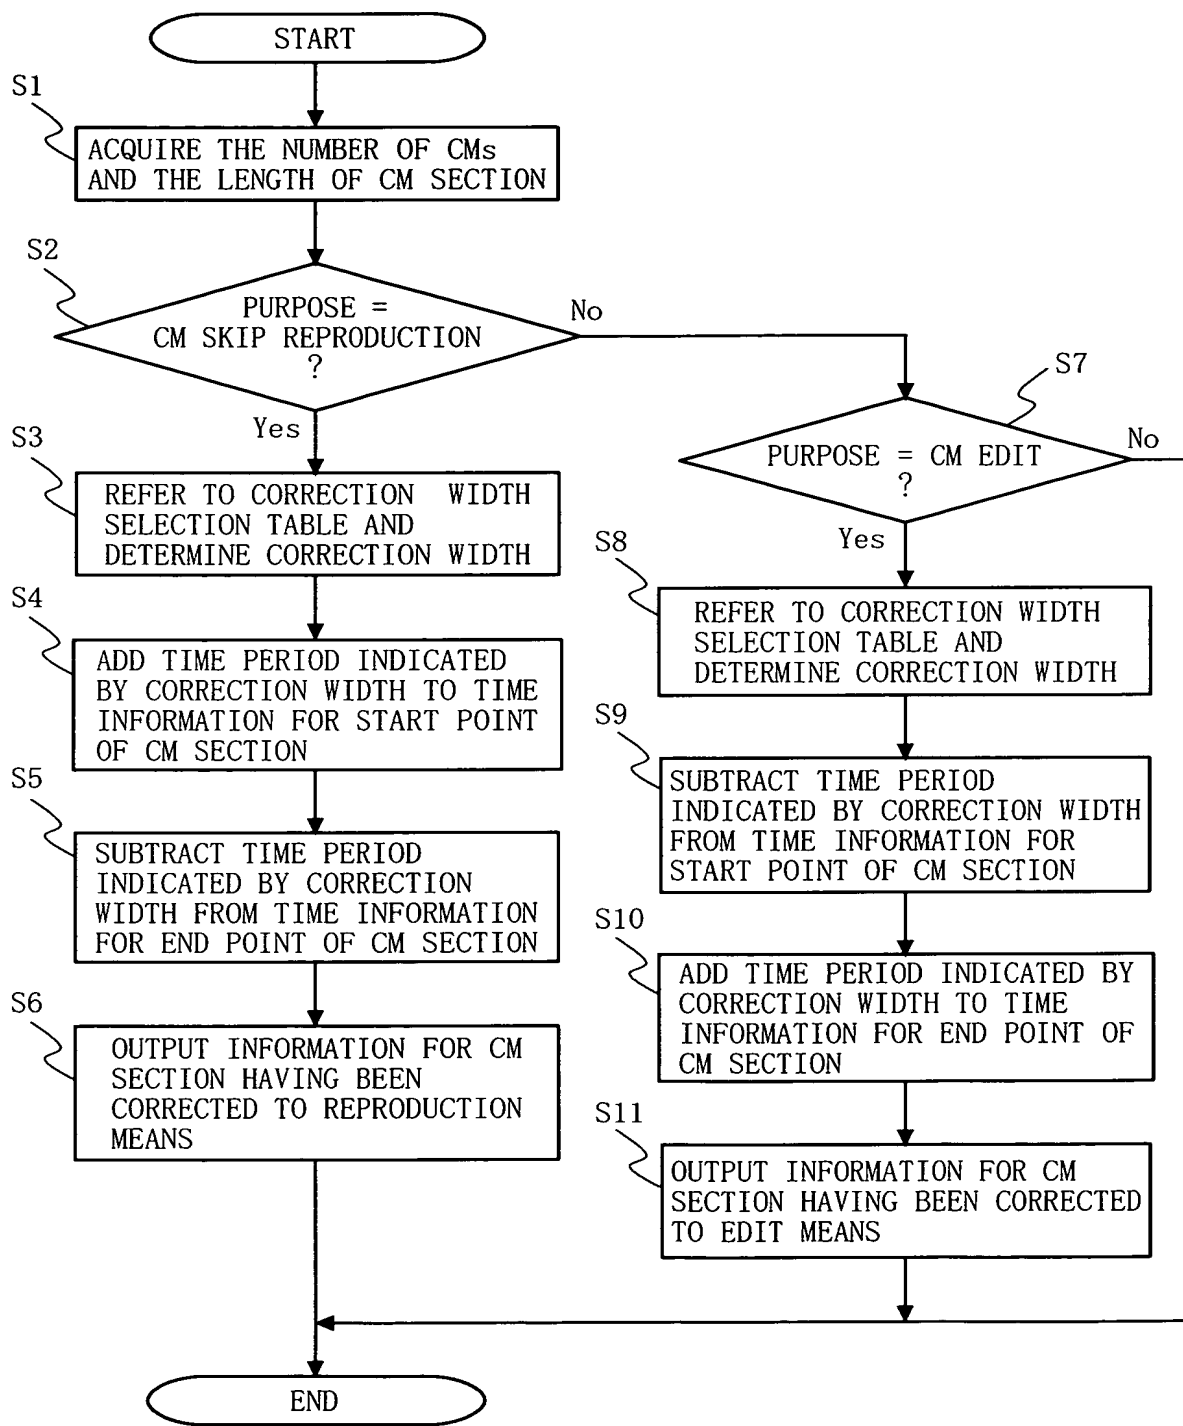 START
S1
ACQUIRE THE NUMBER OF CMs
AND THE LENGTH OF CM SECTION
S2
PURPOSE =
CM SKIP REPRODUCTION
?
No
Yes
S3
REFER TO CORRECTION WIDTH
SELECTION TABLE AND
DETERMINE CORRECTION WIDTH
S4
ADD TIME PERIOD INDICATED
BY CORRECTION WIDTH TO TIME
INFORMATION FOR START POINT
OF CM SECTION
S5
SUBTRACT TIME PERIOD
INDICATED BY CORRECTION
WIDTH FROM TIME INFORMATION
FOR END POINT OF CM SECTION
S6
OUTPUT INFORMATION FOR CM
SECTION HAVING BEEN
CORRECTED TO REPRODUCTION
MEANS
S7
PURPOSE = CM EDIT
?
No
Yes
S8
REFER TO CORRECTION WIDTH
SELECTION TABLE AND
DETERMINE CORRECTION WIDTH
S9
SUBTRACT TIME PERIOD
INDICATED BY CORRECTION WIDTH
FROM TIME INFORMATION FOR
START POINT OF CM SECTION
S10
ADD TIME PERIOD INDICATED BY
CORRECTION WIDTH TO TIME
INFORMATION FOR END POINT OF
CM SECTION
S11
OUTPUT INFORMATION FOR CM
SECTION HAVING BEEN CORRECTED
TO EDIT MEANS
END